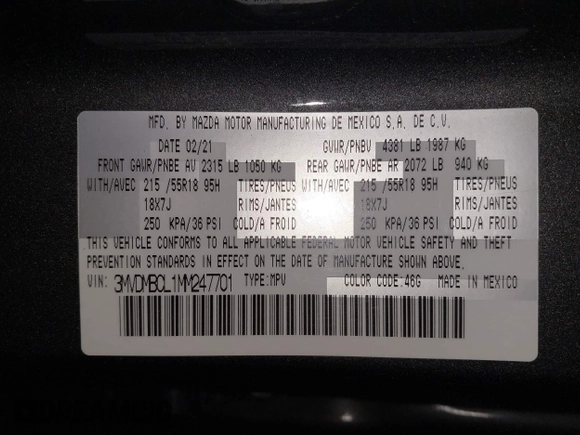 MFD. BY MAZDA MOTOR MANUFACTURING DE MEXICO S.A. DE C.V.
DATE 02/21 GVWR/PNBV 4381 LB 1987 KG
FRONT GAWR/PNBE AV 2315 LB 1050 KG REAR GAWR/PNBE AR 2072 LB 940 KG
WITH/AVEC 215 /55R18 95H TIRES/PNEUS WITH/AVEC 215 /55R18 95H TIRES/PNEUS
18X7J RIMS/JANTES 18X7J RIMS/JANTES
250 KPA/36 PSI COLD/A FROID 250 KPA/36 PSI COLD/A FROID
THIS VEHICLE CONFORMS TO ALL APPLICABLE FEDERAL MOTOR VEHICLE SAFETY AND THEFT
PREVENTION STANDARDS IN EFFECT ON THE DATE OF MANUFACTURE SHOWN ABOVE.
VIN: 3MVDMBCL1MM247701 TYPE:MPV COLOR CODE:46G MADE IN MEXICO